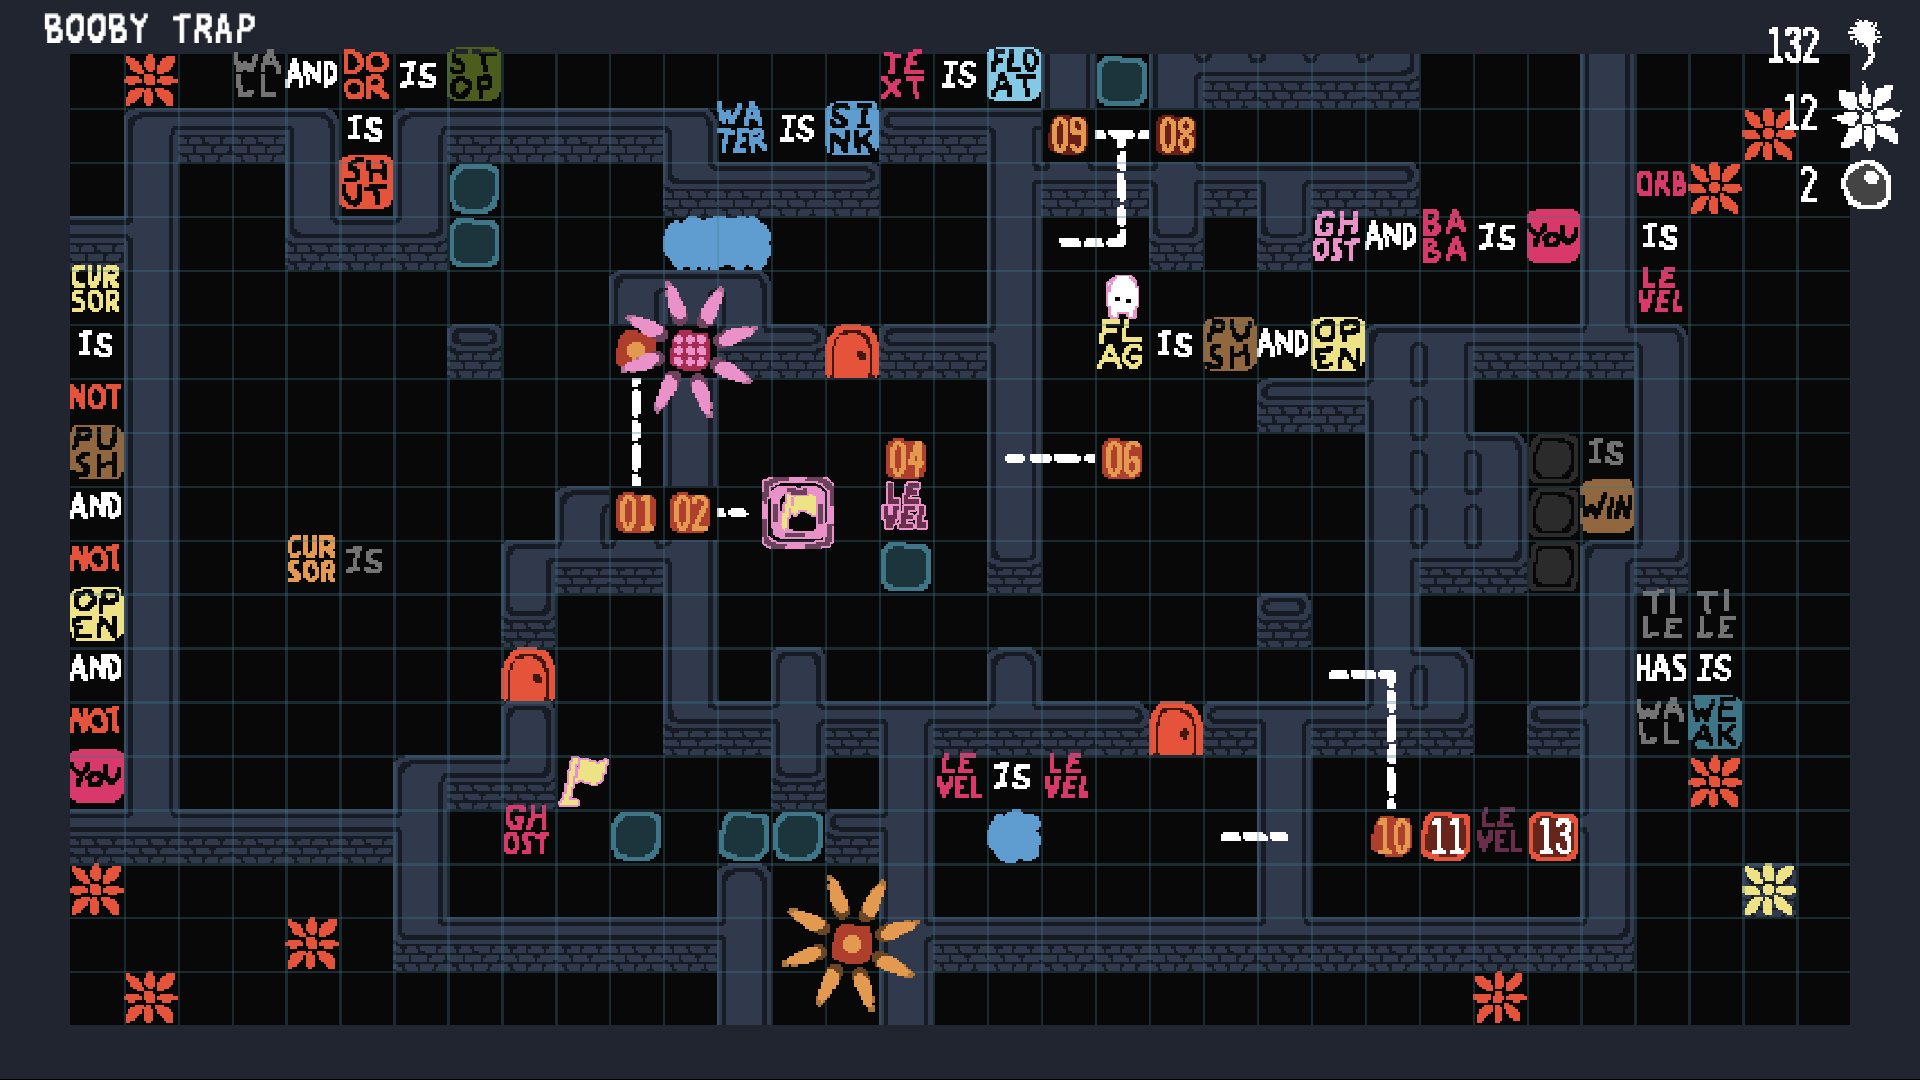 BOOBY TRAP
132
12
2
WALL AND DOOR IS STOP
IS
SHUT
TEXT IS FLOAT
WATER IS SINK
09 08
ORB
IS
LEVEL
GHOST AND BABA IS YOU
CURSOR
IS
NOT
PUSH
AND
NOT
OPEN
AND
NOT
YOU
FLAG IS PUSH AND OPEN
04
06
LEVEL
01 02
IS
WIN
CURSOR IS
TILE TILE
HAS IS
WALL WEAK
LEVEL IS LEVEL
GHOST
10 11 LEVEL 13